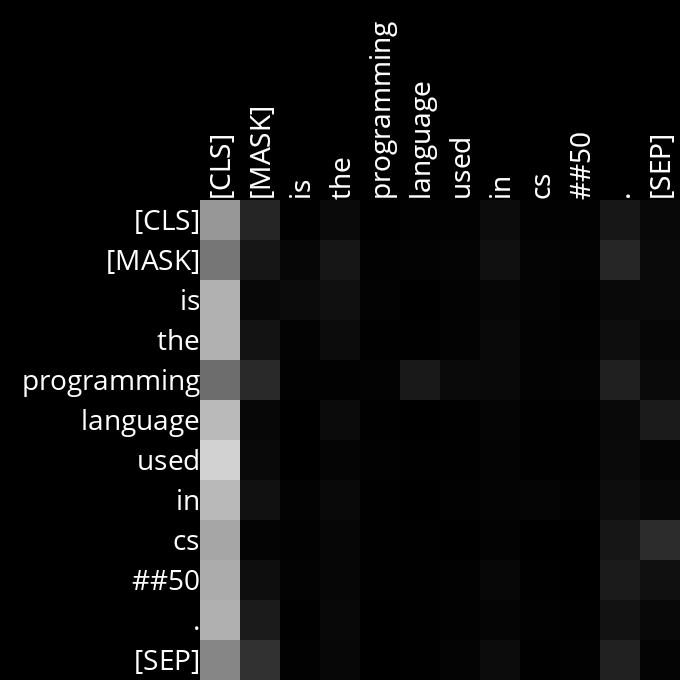 [CLS]
[MASK]
is
the
programming
language
used
in
cs
##50
.
[SEP]
[CLS]
[MASK]
is
the
programming
language
used
in
cs
##50
.
[SEP]